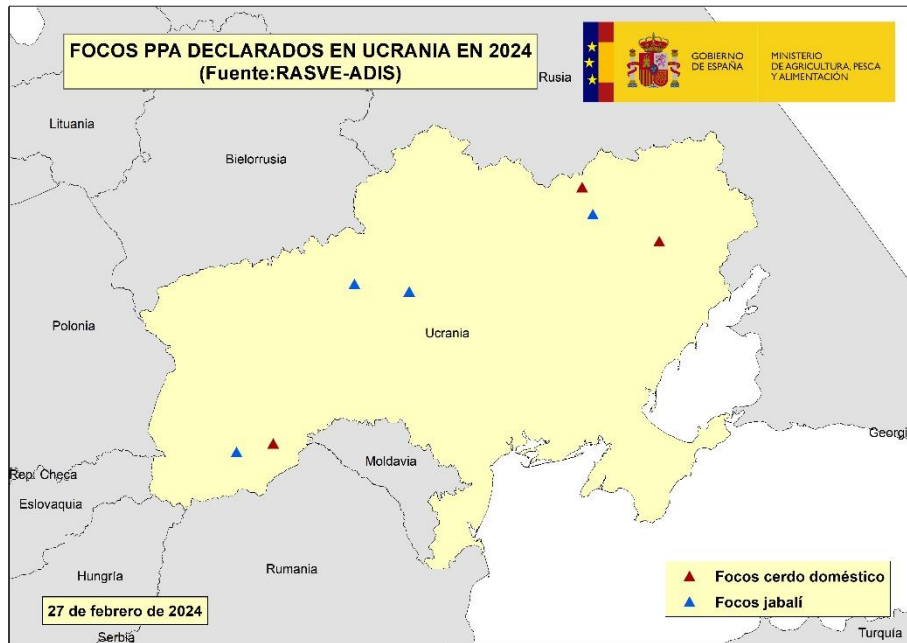 FOCOS PPA DECLARADOS EN UCRANIA EN 2024
(Fuente:RASVE-ADIS)
GOBIERNO
DE ESPAÑA
MINISTERIO
DE AGRICULTURA, PESCA
Y ALIMENTACIÓN
Rusia
Lituania
Bielorrusia
Polonia
Ucrania
Georgi
Moldavia
Rep. Checa
Eslovaquia
Hungría
Rumania
Focos cerdo doméstico
Focos jabalí
27 de febrero de 2024
Serbia
Turquía